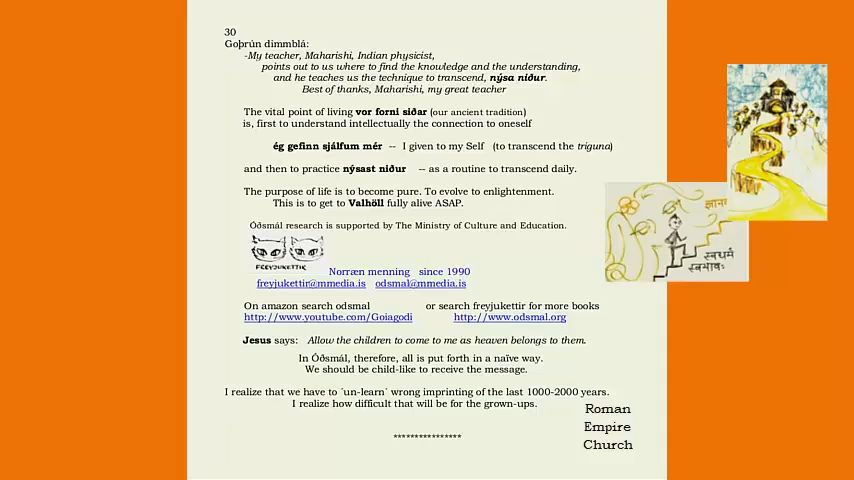 30
Goþrún dimmblá:
-My teacher, Maharishi, Indian physicist,
points out to us where to find the knowledge and the understanding,
and he teaches us the technique to transcend, nýsa niður.
Best of thanks, Maharishi, my great teacher
The vital point of living vor forni siðar (our ancient tradition)
is, first to understand intellectually the connection to oneself
ég gefinn sjálfum mér -- I given to my Self (to transcend the triguna)
and then to practice nýsast niður -- as a routine to transcend daily.
The purpose of life is to become pure. To evolve to enlightenment.
This is to get to Valhöll fully alive ASAP.
Óðsmál research is supported by The Ministry of Culture and Education.
FREYJUKETTIR
Norræn menning since 1990
freyjukettir@mmedia.is odsmal@mmedia.is
On amazon search odsmal or search freyjukettir for more books
http://www.youtube.com/Goiagodi http://www.odsmal.org
Jesus says: Allow the children to come to me as heaven belongs to them.
In Óðsmál, therefore, all is put forth in a naïve way.
We should be child-like to receive the message.
I realize that we have to ´un-learn´ wrong imprinting of the last 1000-2000 years.
I realize how difficult that will be for the grown-ups.
****************
Roman
Empire
Church
स्वधर्म